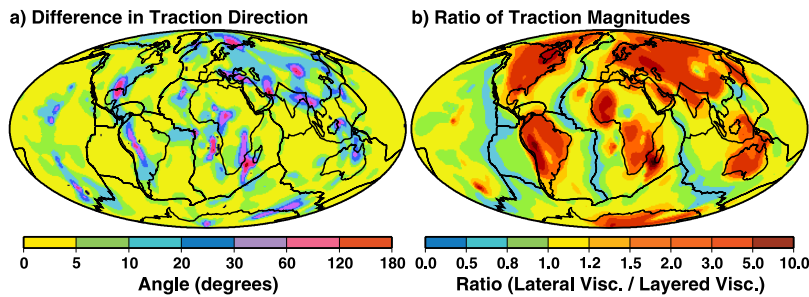 a) Difference in Traction Direction
b) Ratio of Traction Magnitudes
0 5 10 20 30 60 120 180
Angle (degrees)
0.0 0.5 0.8 1.0 1.2 1.5 2.0 3.0 5.0 10.0
Ratio (Lateral Visc. / Layered Visc.)